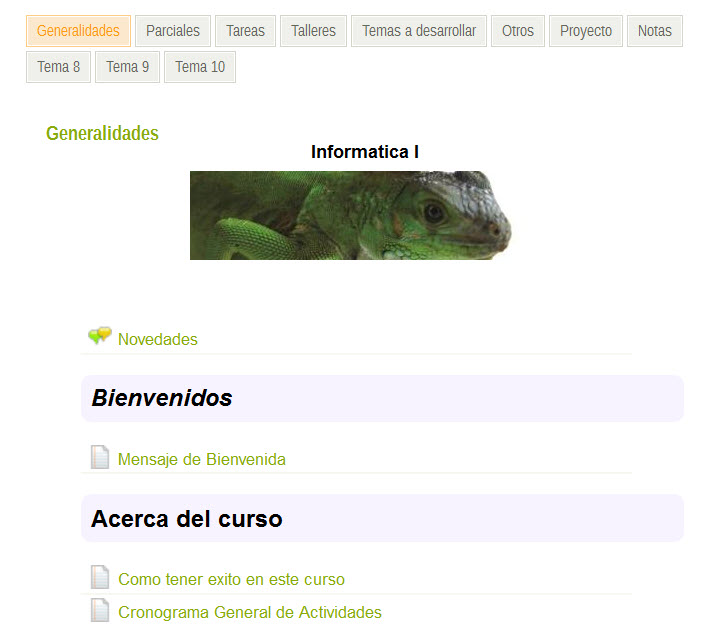 Generalidades Parciales Tareas Talleres Temas a desarrollar Otros Proyecto Notas
Tema 8 Tema 9 Tema 10
Generalidades
Informatica I
Novedades
Bienvenidos
Mensaje de Bienvenida
Acerca del curso
Como tener exito en este curso
Cronograma General de Actividades